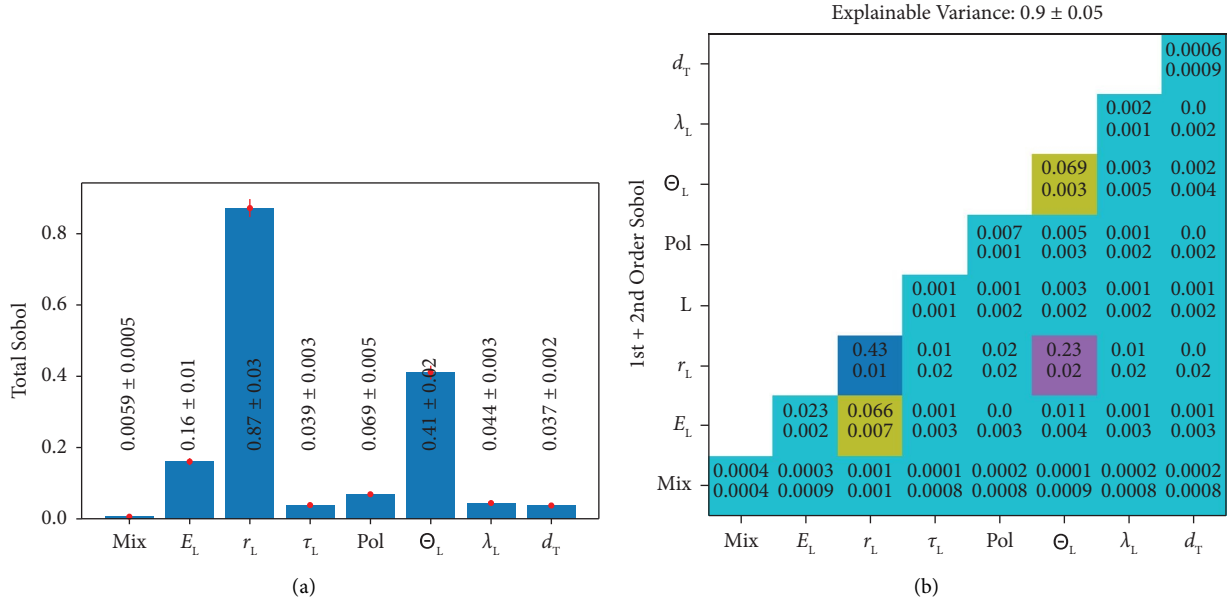 Total Sobol
0.8
0.6
0.4
0.2
0.0
0.0059 ± 0.0005
0.16 ± 0.01
0.87 ± 0.03
0.039 ± 0.003
0.069 ± 0.005
0.41 ± 0.02
0.044 ± 0.003
0.037 ± 0.002
Mix E_L r_L τ_L Pol Θ_L λ_L d_T
(a)
Explainable Variance: 0.9 ± 0.05
1st + 2nd Order Sobol
d_T 0.0006
0.0009
λ_L 0.002 0.0
0.001 0.002
Θ_L 0.069 0.003 0.002
0.003 0.005 0.004
Pol 0.007 0.005 0.001 0.0
0.001 0.003 0.002 0.002
L 0.001 0.001 0.003 0.001 0.001
0.001 0.002 0.002 0.002 0.002
r_L 0.43 0.01 0.02 0.23 0.01 0.0
0.01 0.02 0.02 0.02 0.02 0.02
E_L 0.023 0.066 0.001 0.0 0.011 0.001 0.001
0.002 0.007 0.003 0.003 0.004 0.003 0.003
Mix 0.0004 0.0003 0.001 0.0001 0.0002 0.0001 0.0002 0.0002
0.0004 0.0009 0.001 0.0008 0.0008 0.0009 0.0008 0.0008
Mix E_L r_L τ_L Pol Θ_L λ_L d_T
(b)